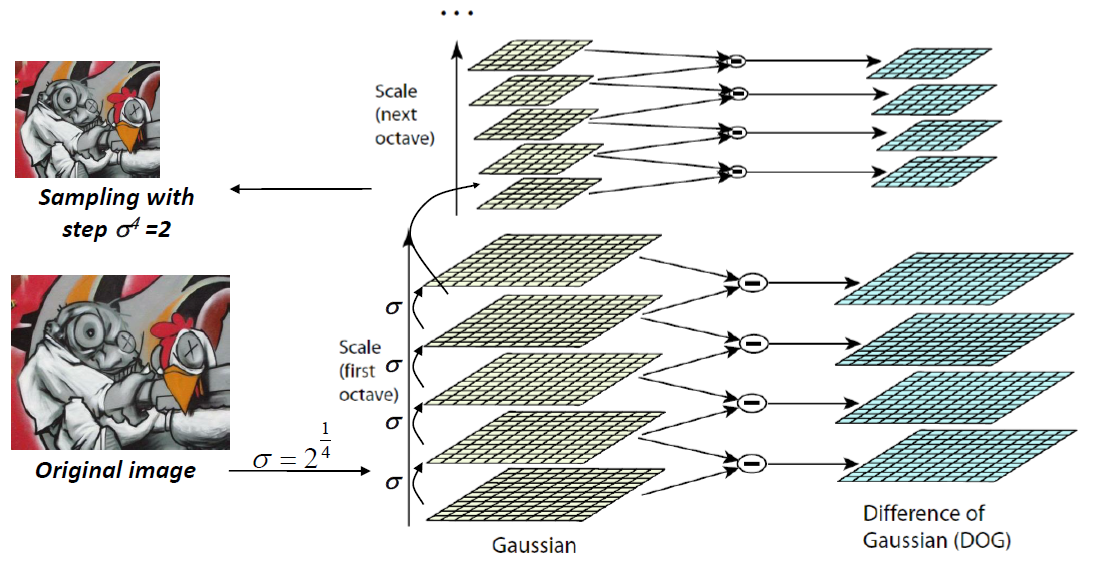 ...
Scale
(next
octave)
Sampling with
step σ⁴ =2
σ
Scale
(first
octave)
σ
σ
σ
Original image
σ = 2^(1/4)
Gaussian
Difference of
Gaussian (DOG)